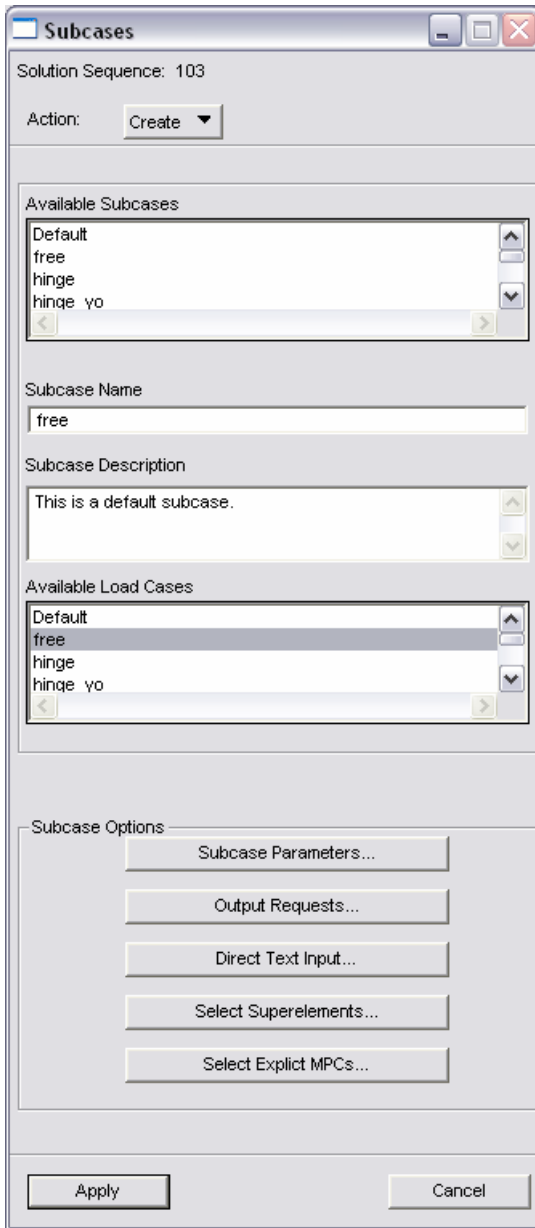 Subcases
Solution Sequence: 103
Action: Create
Available Subcases
Default
free
hinge
hinge_yo
Subcase Name
free
Subcase Description
This is a default subcase.
Available Load Cases
Default
free
hinge
hinge_yo
Subcase Options
Subcase Parameters...
Output Requests...
Direct Text Input...
Select Superelements...
Select Explict MPCs...
Apply Cancel